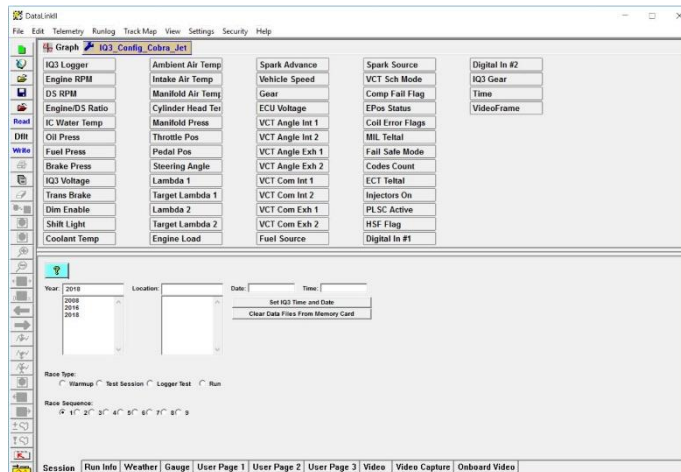 DataLinkII
File Edit Telemetry Runlog Track Map View Settings Security Help
Graph IQ3_Config_Cobra_Jet
IQ3 Logger Ambient Air Temp Spark Advance Spark Source Digital In #2
Engine RPM Intake Air Temp Vehicle Speed VCT Sch Mode IQ3 Gear
DS RPM Manifold Air Temp Gear Comp Fail Flag Time
Engine/DS Ratio Cylinder Head Ter ECU Voltage EPos Status VideoFrame
Read IC Water Temp Manifold Press VCT Angle Int 1 Coil Error Flags
Dflt Oil Press Throttle Pos VCT Angle Int 2 MIL Teltal
Write Fuel Press Pedal Pos VCT Angle Exh 1 Fail Safe Mode
Brake Press Steering Angle VCT Angle Exh 2 Codes Count
IQ3 Voltage Lambda 1 VCT Com Int 1 ECT Teltal
Trans Brake Target Lambda 1 VCT Com Int 2 Injectors On
Dim Enable Lambda 2 VCT Com Exh 1 PLSC Active
Shift Light Target Lambda 2 VCT Com Exh 2 HSF Flag
Coolant Temp Engine Load Fuel Source Digital In #1
?
Year: 2018 Location: Date: Time:
2008
2016
2018
Set IQ3 Time and Date
Clear Data Files From Memory Card
Race Type:
Warmup Test Session Logger Test Run
Race Sequence:
1 2 3 4 5 6 7 8 9
Session Run Info Weather Gauge User Page 1 User Page 2 User Page 3 Video Video Capture Onboard Video